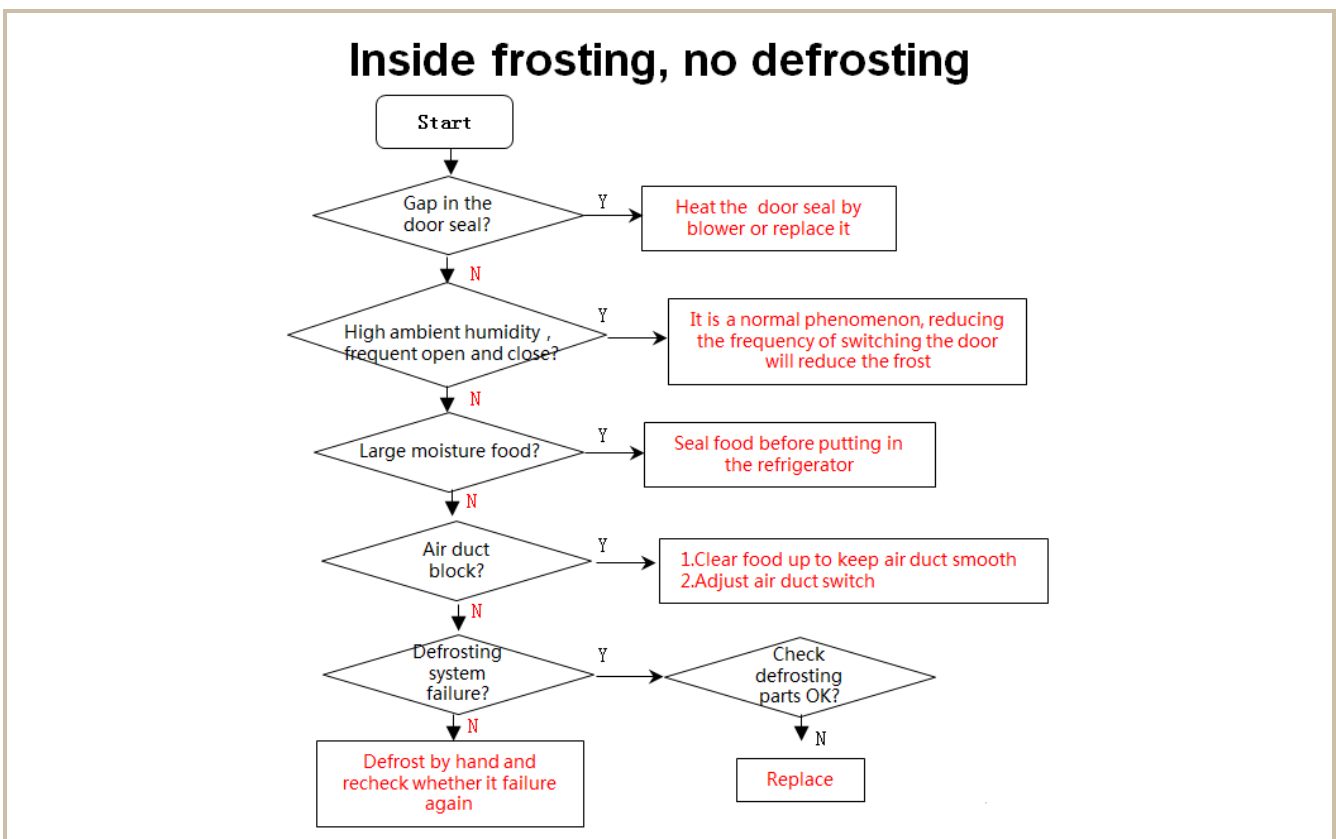 Inside frosting, no defrosting
Start
Gap in the
door seal?
Y
Heat the door seal by
blower or replace it
N
High ambient humidity ,
frequent open and close?
Y
It is a normal phenomenon, reducing
the frequency of switching the door
will reduce the frost
N
Large moisture food?
Y
Seal food before putting in
the refrigerator
N
Air duct
block?
Y
1.Clear food up to keep air duct smooth
2.Adjust air duct switch
N
Defrosting
system
failure?
Y
Check
defrosting
parts OK?
N
Defrost by hand and
recheck whether it failure
again
N
Replace